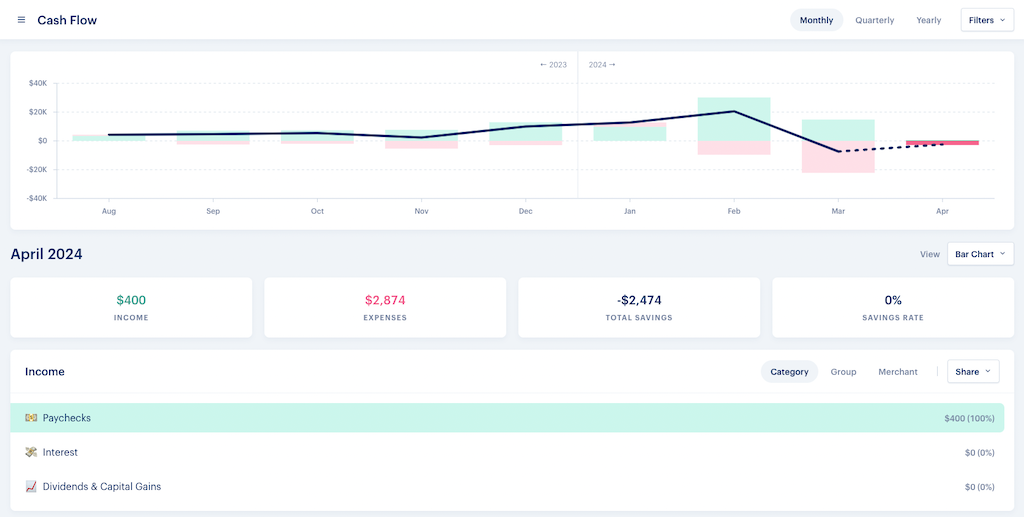 Cash Flow
Monthly Quarterly Yearly Filters
← 2023 2024 →
$40K
$20K
$0
-$20K
-$40K
Aug Sep Oct Nov Dec Jan Feb Mar Apr
April 2024
View Bar Chart
$400 $2,874 -$2,474 0%
INCOME EXPENSES TOTAL SAVINGS SAVINGS RATE
Income Category Group Merchant Share
Paychecks $400 (100%)
Interest $0 (0%)
Dividends & Capital Gains $0 (0%)